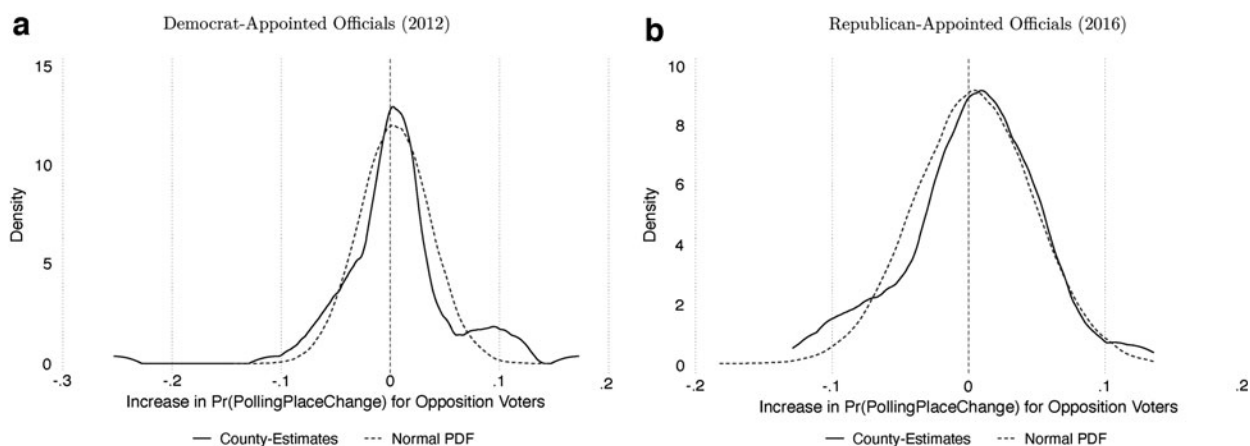 a
Democrat-Appointed Officials (2012)
15
10
5
0
Density
-.3
-.2
-.1
0
.1
.2
Increase in Pr(PollingPlaceChange) for Opposition Voters
County-Estimates
Normal PDF
b
Republican-Appointed Officials (2016)
10
8
6
4
2
0
Density
-.2
-.1
0
.1
.2
Increase in Pr(PollingPlaceChange) for Opposition Voters
County-Estimates
Normal PDF